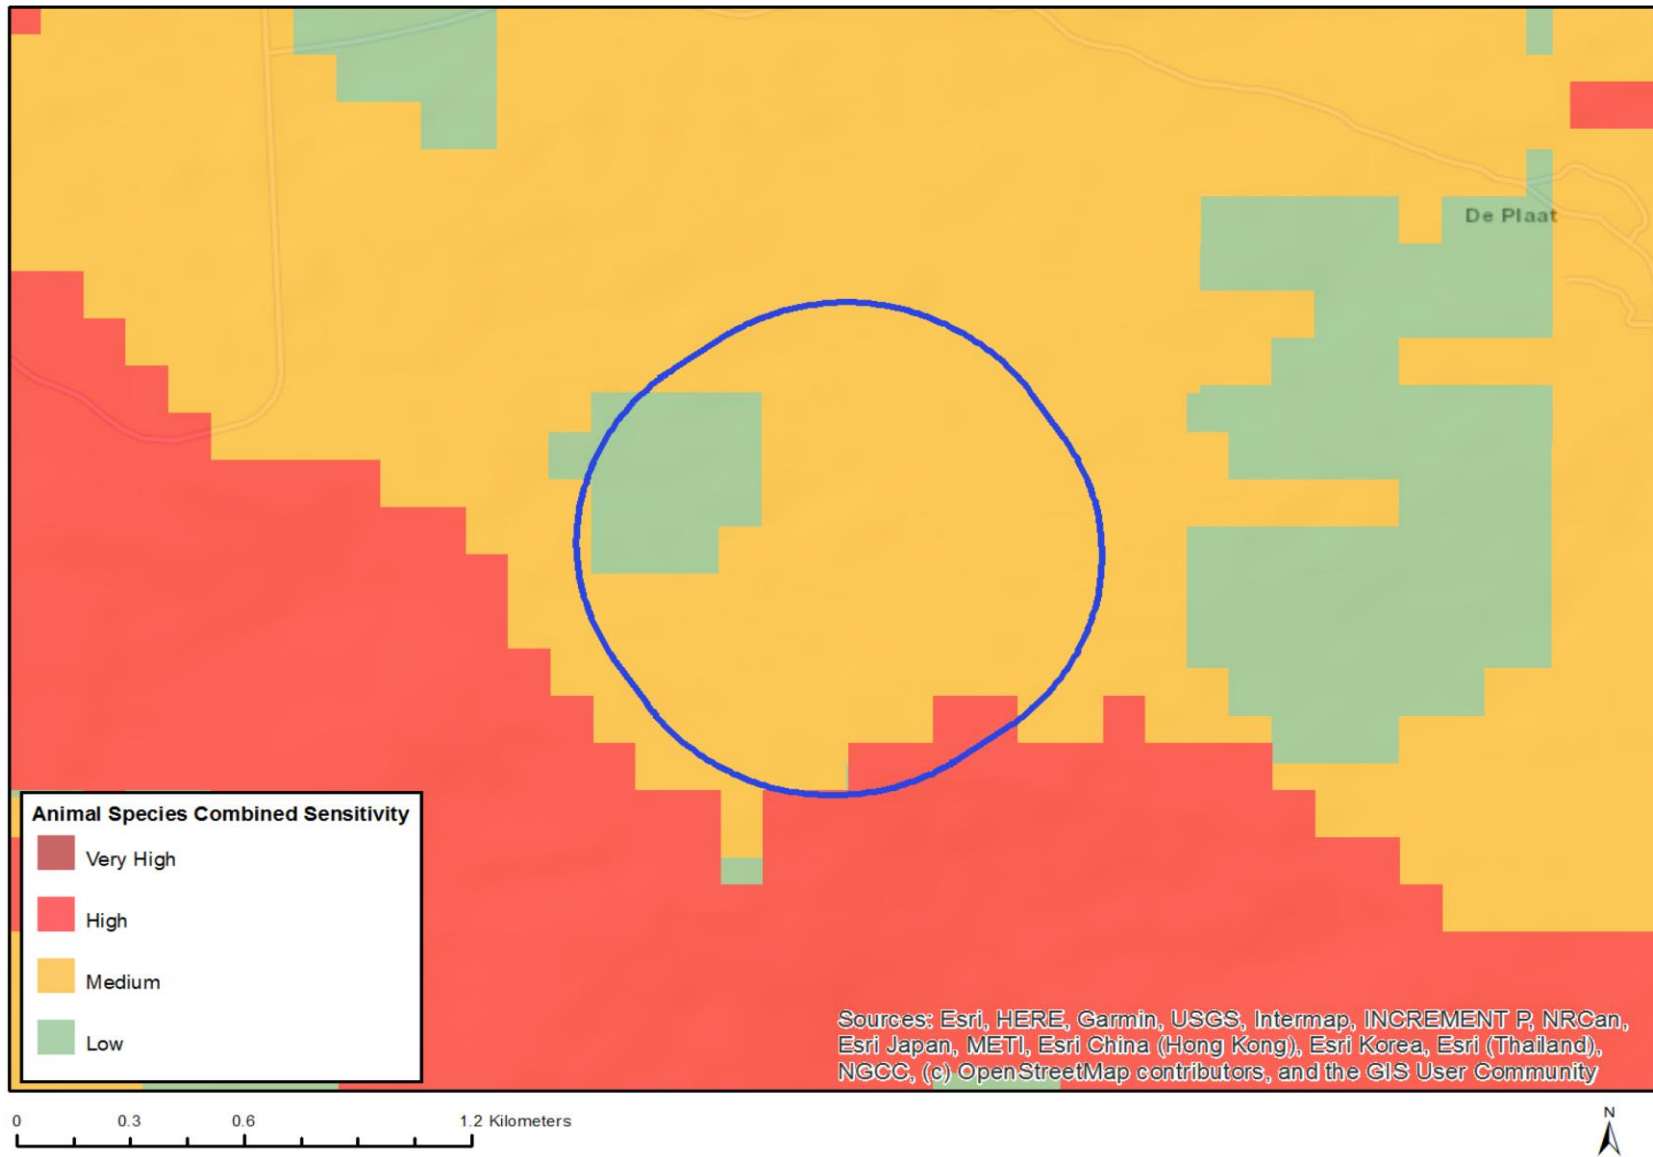 De Plaat
Animal Species Combined Sensitivity
Very High
High
Medium
Low
Sources: Esri, HERE, Garmin, USGS, Intermap, INCREMENT P, NRCan,
Esri Japan, METI, Esri China (Hong Kong), Esri Korea, Esri (Thailand),
NGCC, (c) OpenStreetMap contributors, and the GIS User Community
0 0.3 0.6 1.2 Kilometers
N